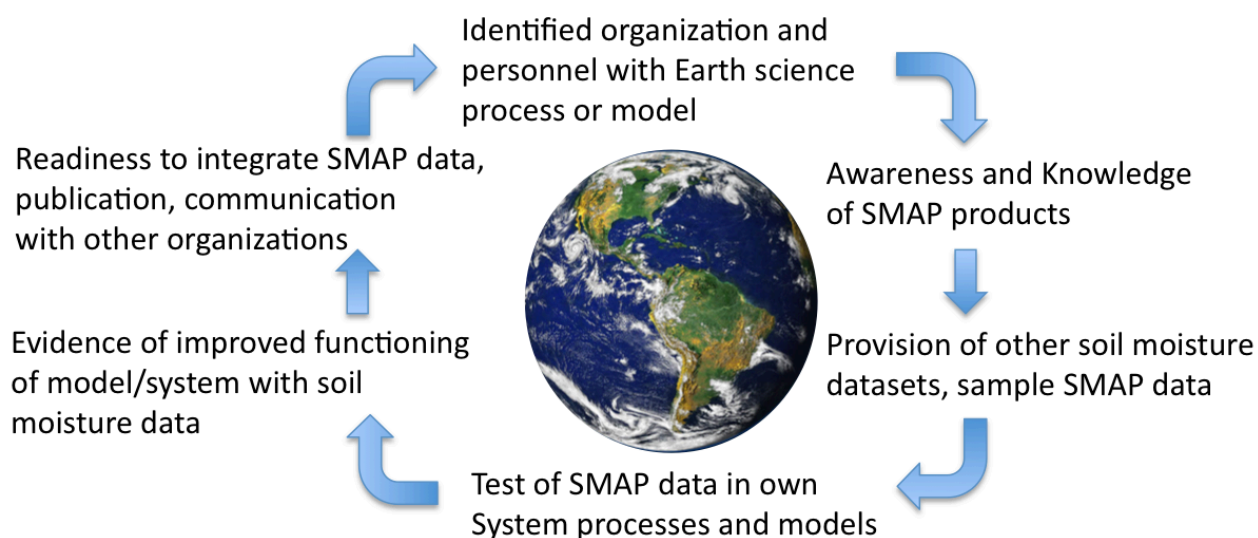 Identified organization and
personnel with Earth science
process or model
Awareness and Knowledge
of SMAP products
Provision of other soil moisture
datasets, sample SMAP data
Test of SMAP data in own
System processes and models
Evidence of improved functioning
of model/system with soil
moisture data
Readiness to integrate SMAP data,
publication, communication
with other organizations